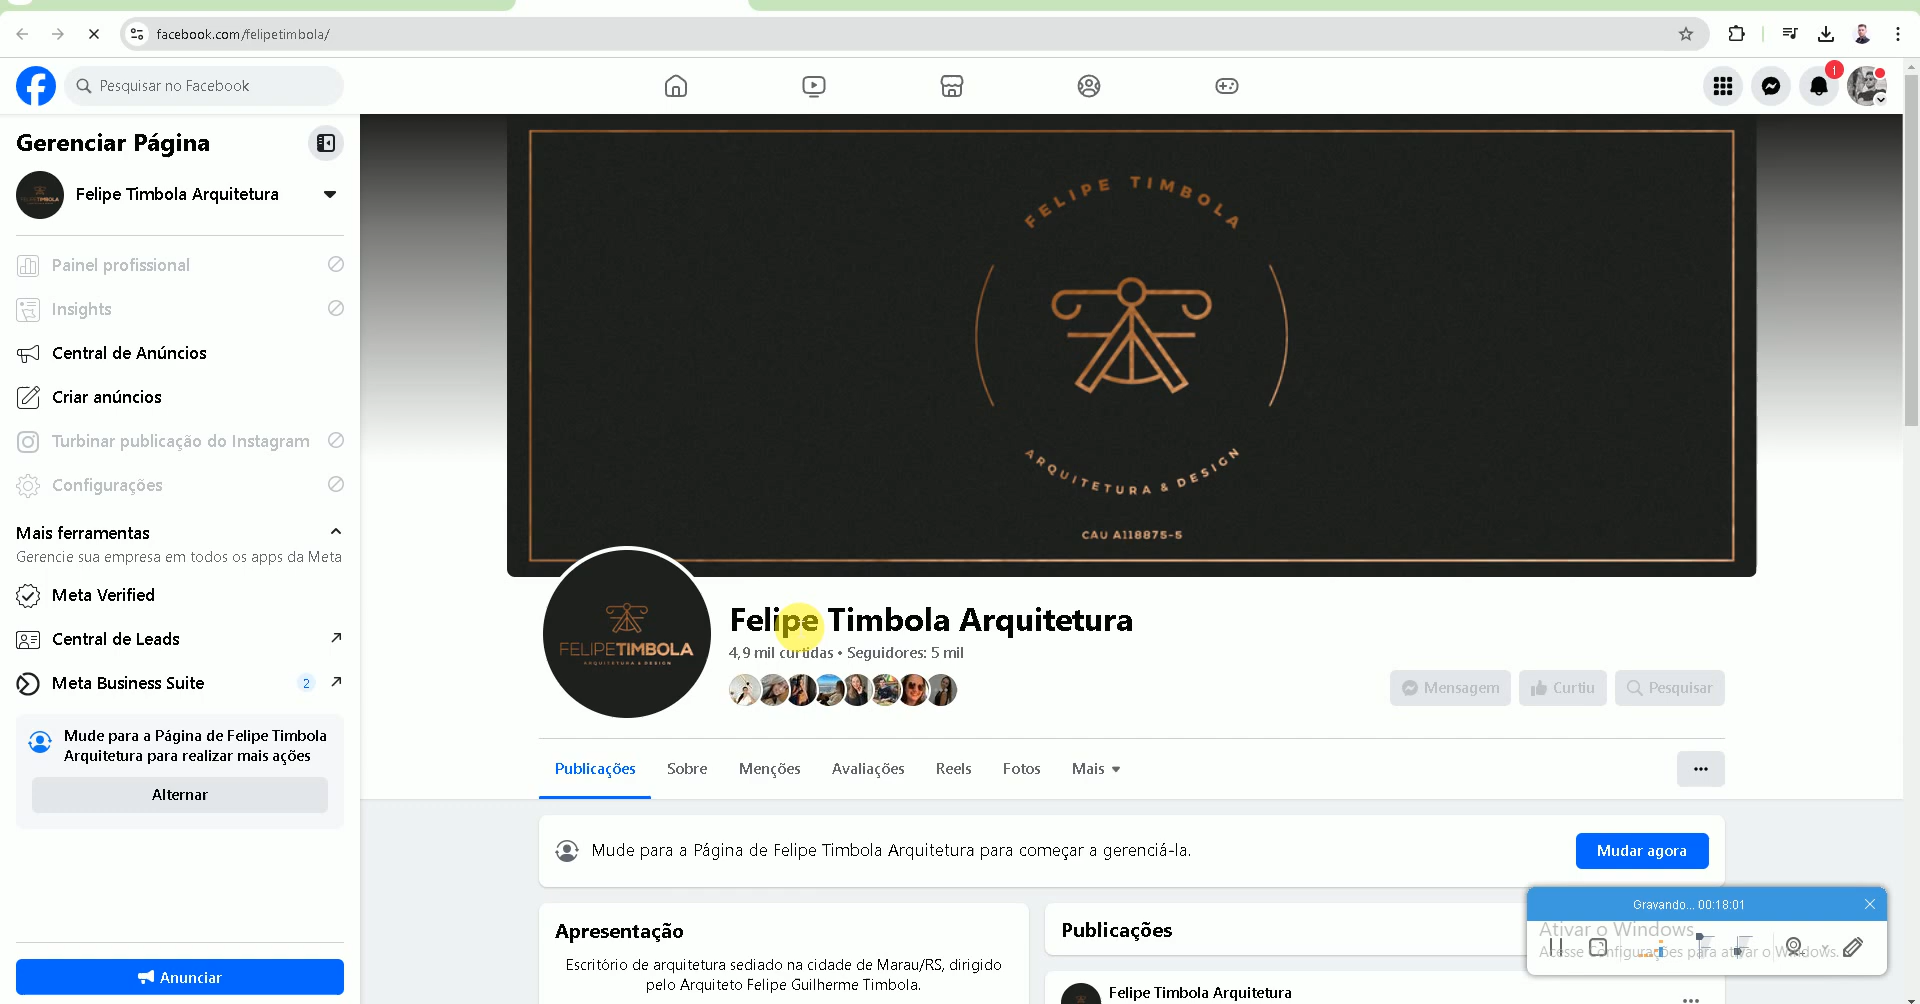 facebook.com/felipetimbola/
Pesquisar no Facebook
1
Gerenciar Página
Felipe Timbola Arquitetura
Painel profissional
Insights
Central de Anúncios
Criar anúncios
Turbinar publicação do Instagram
Configurações
Mais ferramentas
Gerencie sua empresa em todos os apps da Meta
Meta Verified
Central de Leads
Meta Business Suite 2
Mude para a Página de Felipe Timbola
Arquitetura para realizar mais ações
Alternar
Anunciar
FELIPE TIMBOLA
ARQUITETURA & DESIGN
CAU A118875-5
FELIPETIMBOLA
ARQUITETURA & DESIGN
Felipe Timbola Arquitetura
4,9 mil curtidas • Seguidores: 5 mil
Mensagem
Curtiu
Pesquisar
Publicações Sobre Menções Avaliações Reels Fotos Mais
Mude para a Página de Felipe Timbola Arquitetura para começar a gerenciá-la.
Mudar agora
Apresentação
Escritório de arquitetura sediado na cidade de Marau/RS, dirigido
pelo Arquiteto Felipe Guilherme Timbola.
Publicações
Felipe Timbola Arquitetura
Gravando... 00:18:01
Ativar o Windows
Acesse Configurações para ativar o Windows.